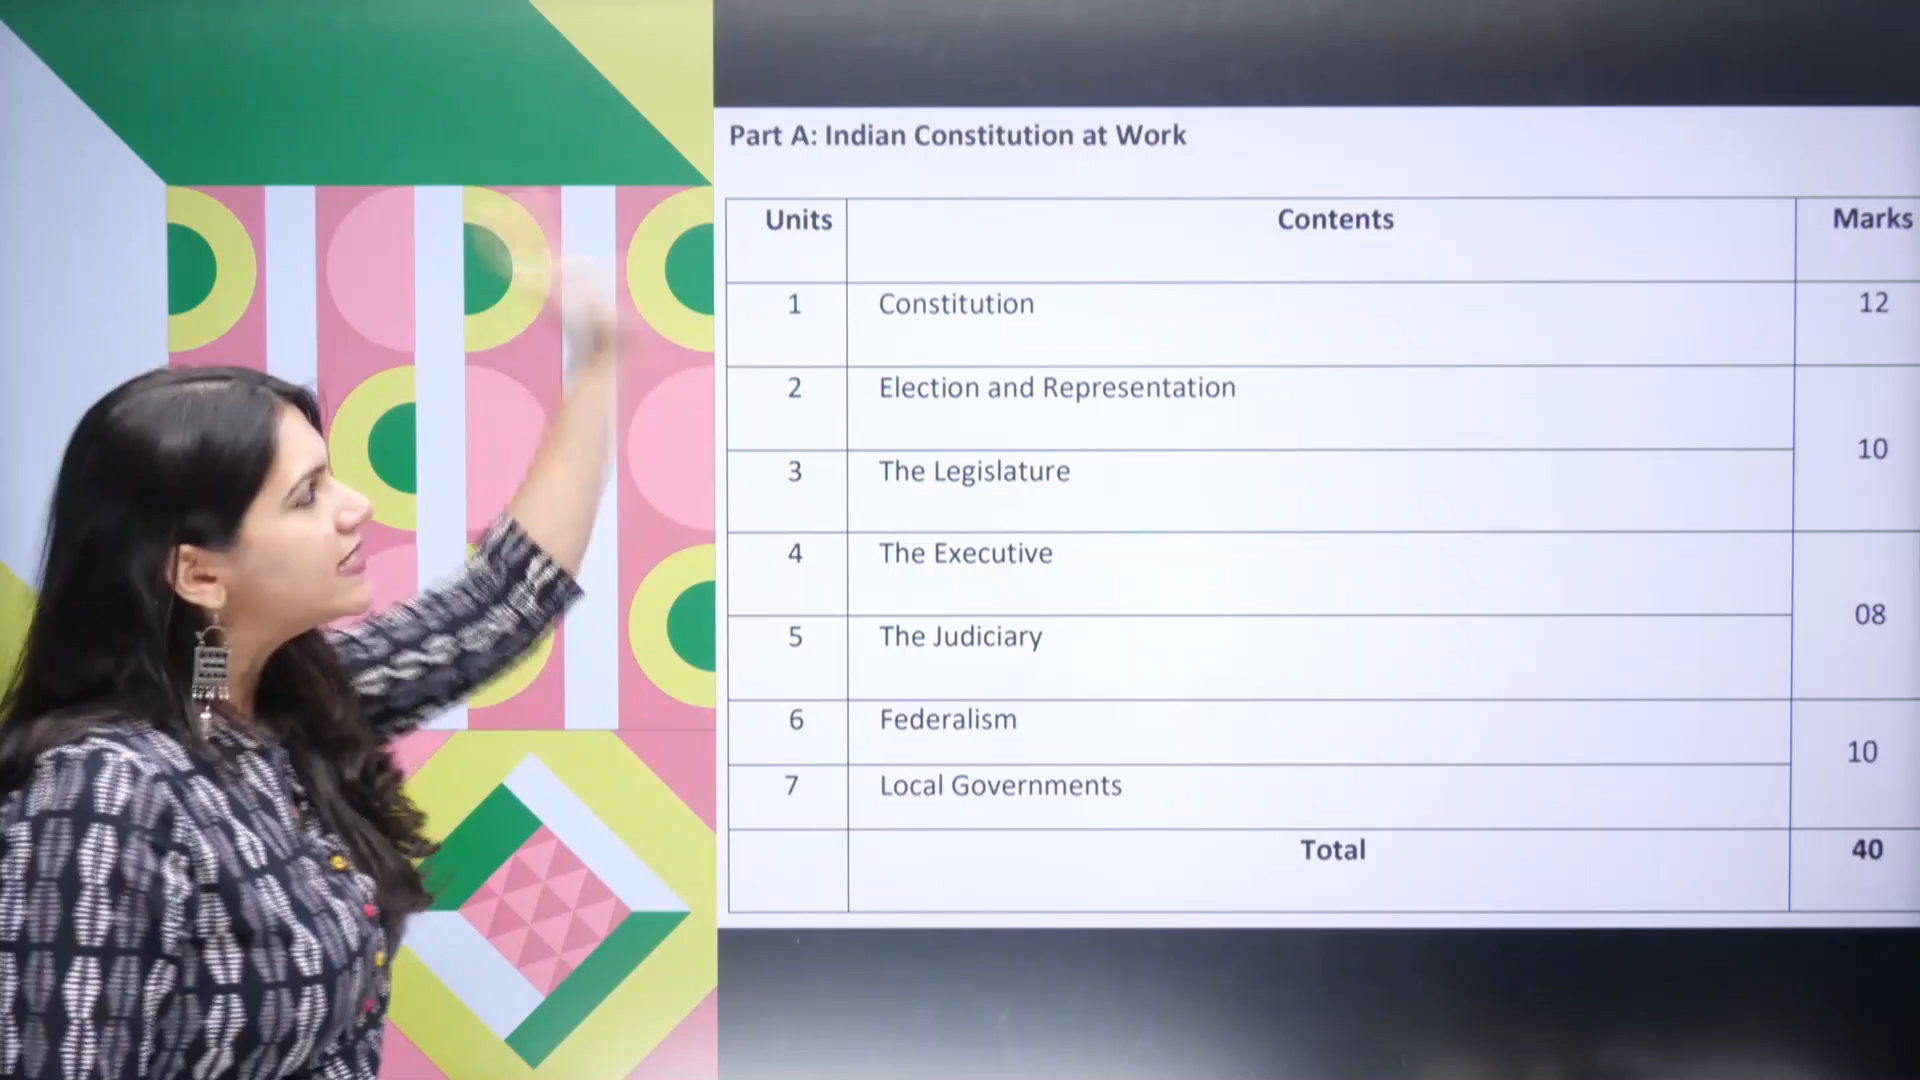 Part A: Indian Constitution at Work
Units Contents Marks
1 Constitution 12
2 Election and Representation
10
3 The Legislature
4 The Executive
08
5 The Judiciary
6 Federalism
10
7 Local Governments
Total 40